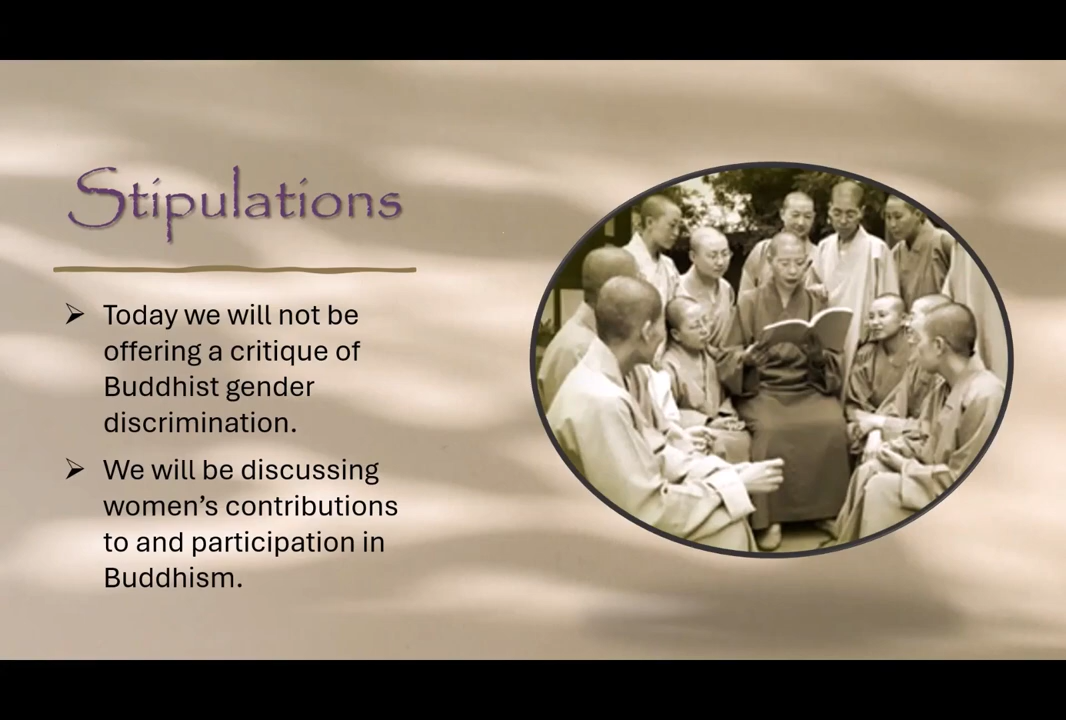 Stipulations
Today we will not be
offering a critique of
Buddhist gender
discrimination.
We will be discussing
women’s contributions
to and participation in
Buddhism.